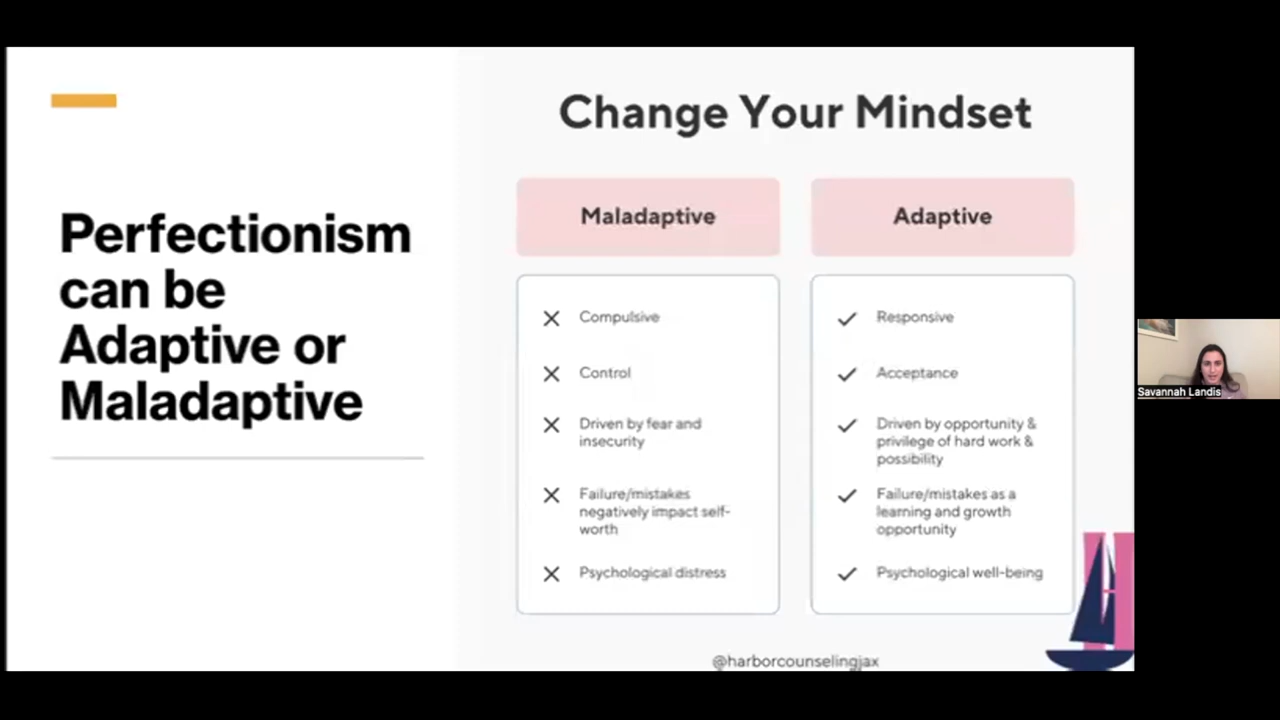 Perfectionism
can be
Adaptive or
Maladaptive
Change Your Mindset
Maladaptive
Compulsive
Control
Driven by fear and
insecurity
Failure/mistakes
negatively impact self-
worth
Psychological distress
Adaptive
Responsive
Acceptance
Driven by opportunity &
privilege of hard work &
possibility
Failure/mistakes as a
learning and growth
opportunity
Psychological well-being
@harborcounselingjax
H
Savannah Landis